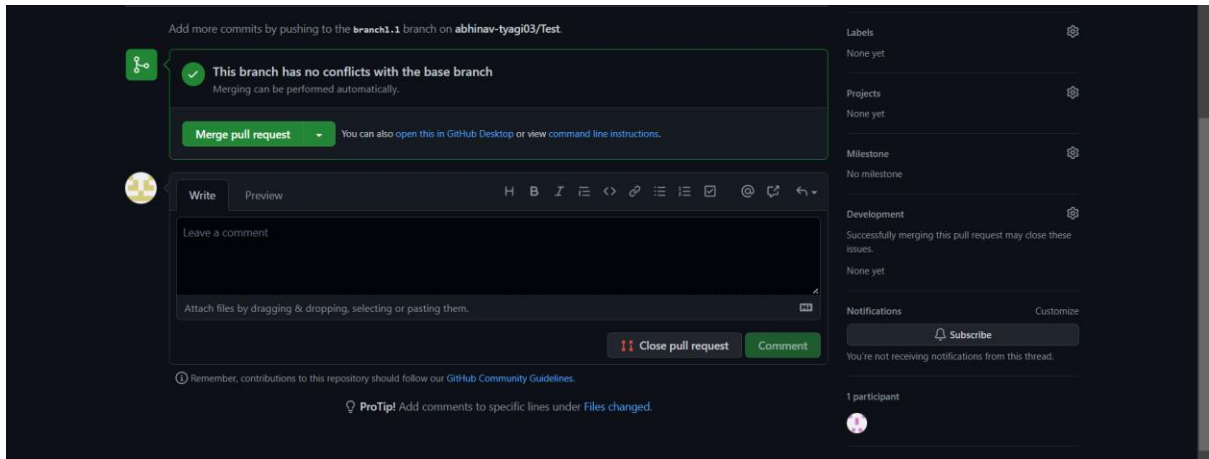 Add more commits by pushing to the branch1.1 branch on abhinav-tyagi03/Test.
This branch has no conflicts with the base branch
Merging can be performed automatically.
Merge pull request
You can also open this in GitHub Desktop or view command line instructions.
Write
Preview
H B I
Leave a comment
Attach files by dragging & dropping, selecting or pasting them.
Close pull request
Comment
Remember, contributions to this repository should follow our GitHub Community Guidelines.
ProTip! Add comments to specific lines under Files changed.
Labels
None yet
Projects
None yet
Milestone
No milestone
Development
Successfully merging this pull request may close these
issues.
None yet
Notifications
Customize
Subscribe
You're not receiving notifications from this thread.
1 participant